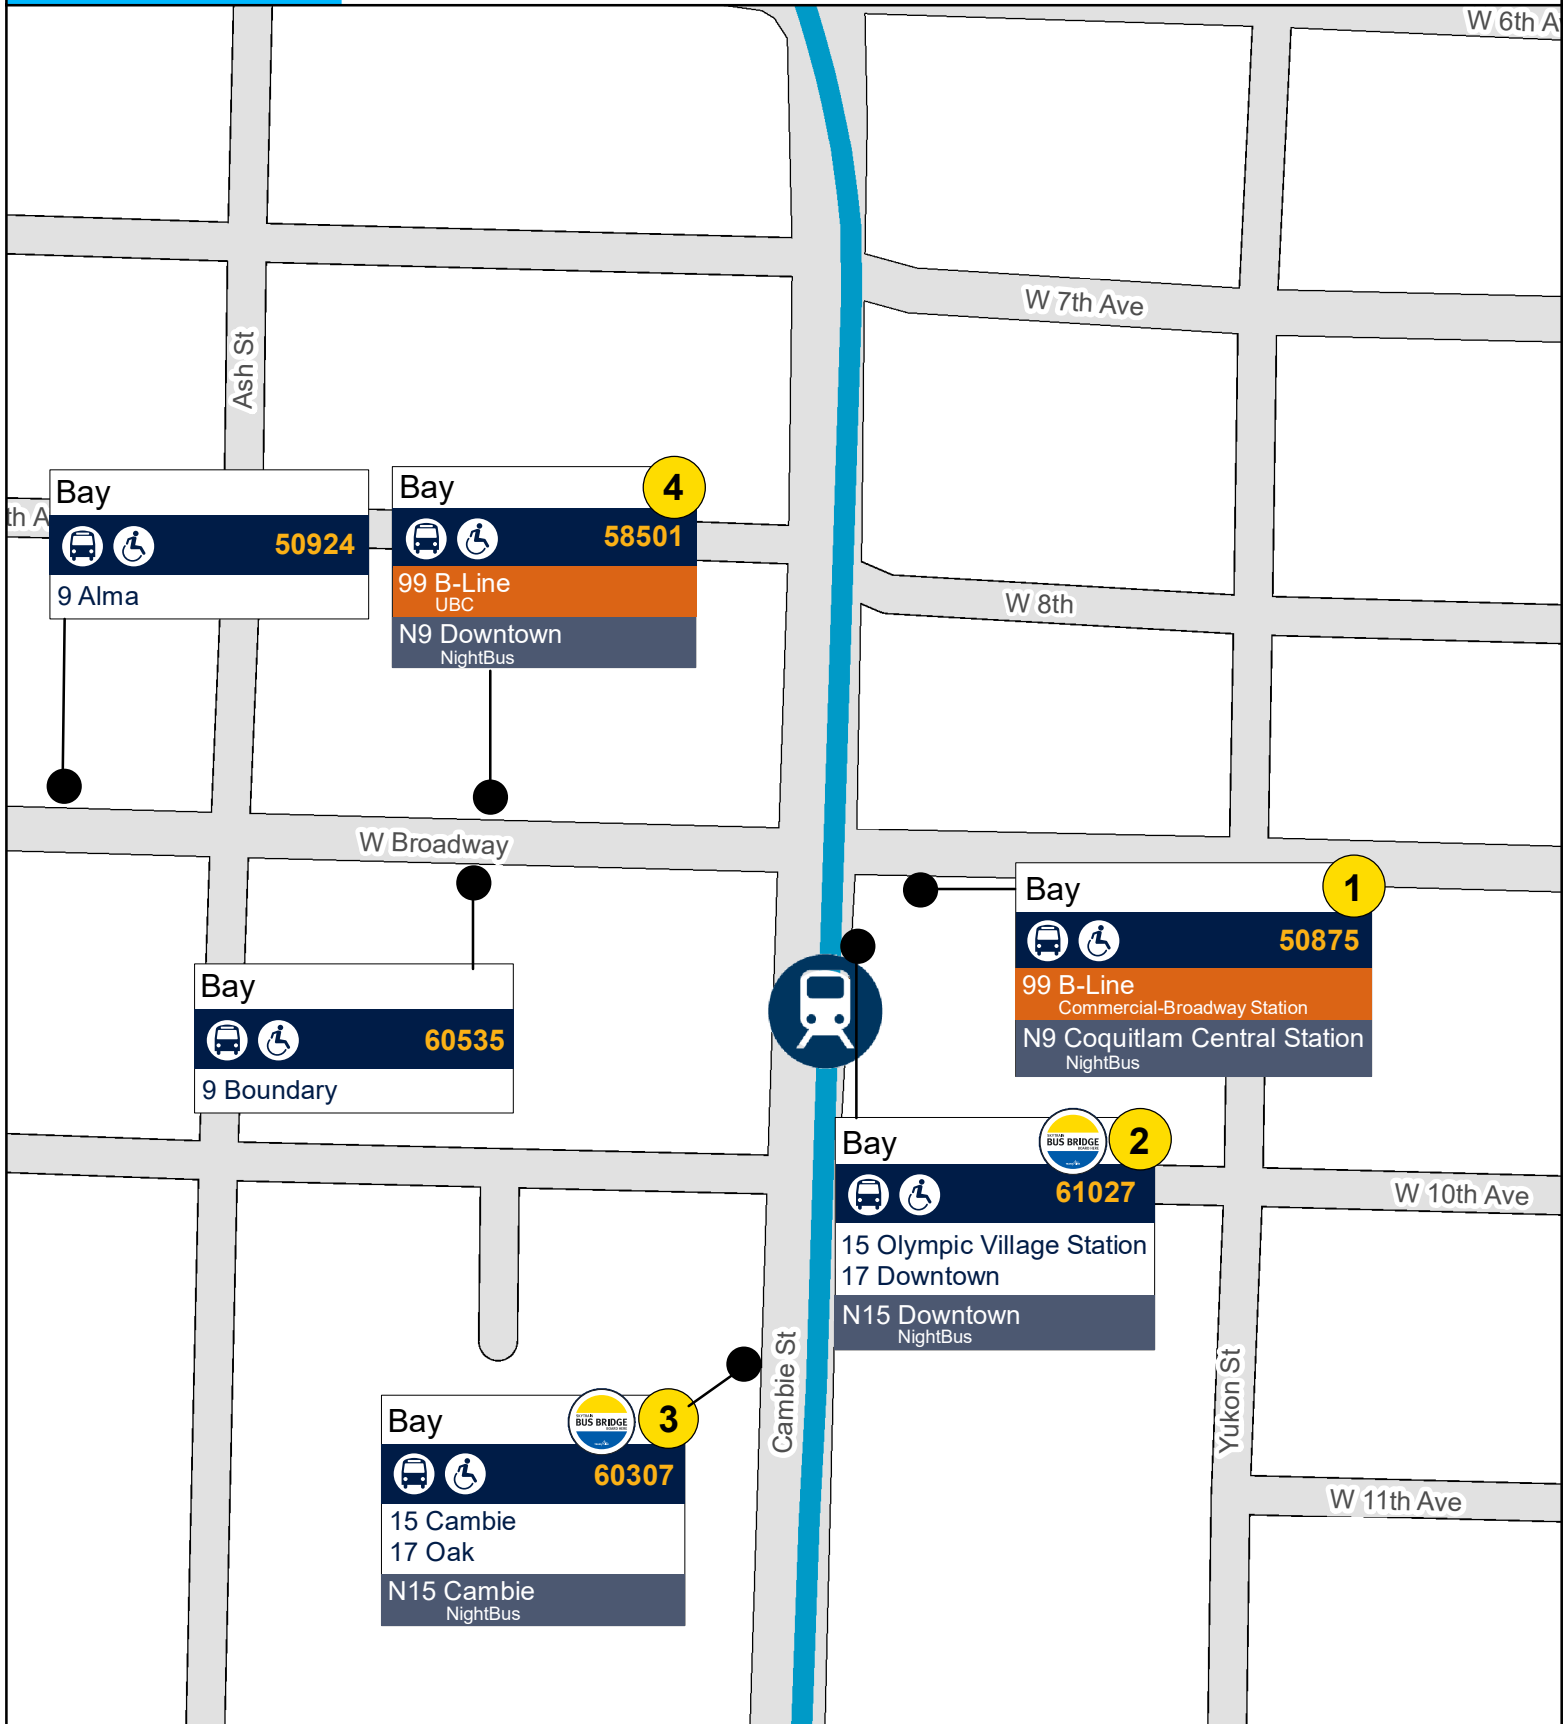 W 6th A
W 7th Ave
Ash St
th A
Bay
50924
9 Alma
Bay
4
58501
99 B-Line
UBC
N9 Downtown
NightBus
W 8th
W Broadway
Bay
1
50875
99 B-Line
Commercial-Broadway Station
N9 Coquitlam Central Station
NightBus
Bay
60535
9 Boundary
Bay
BUS BRIDGE
2
61027
15 Olympic Village Station
17 Downtown
N15 Downtown
NightBus
W 10th Ave
Cambie St
Yukon St
Bay
BUS BRIDGE
3
60307
15 Cambie
17 Oak
N15 Cambie
NightBus
W 11th Ave